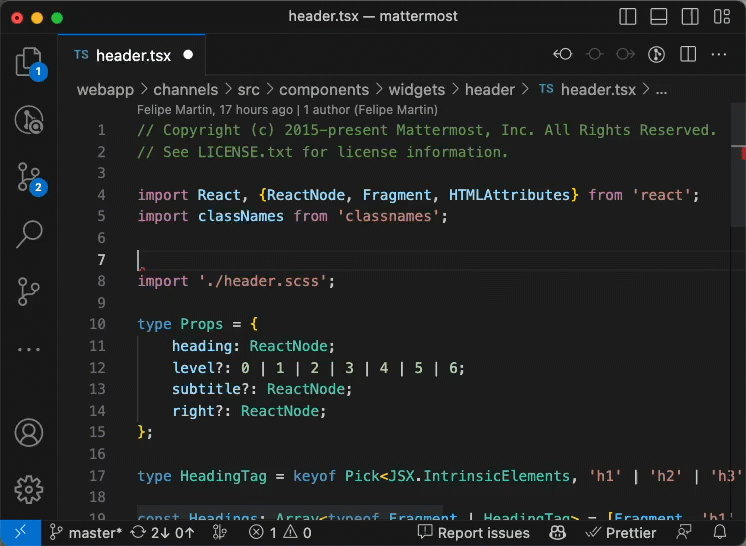 header.tsx — mattermost
TS header.tsx
webapp > channels > src > components > widgets > header > TS header.tsx > ...
Felipe Martin, 17 hours ago | 1 author (Felipe Martin)
1 // Copyright (c) 2015-present Mattermost, Inc. All Rights Reserved.
2 // See LICENSE.txt for license information.
3
4 import React, {ReactNode, Fragment, HTMLAttributes} from 'react';
5 import classNames from 'classnames';
6
7
8 import './header.scss';
9
10 type Props = {
11 heading: ReactNode;
12 level?: 0 | 1 | 2 | 3 | 4 | 5 | 6;
13 subtitle?: ReactNode;
14 right?: ReactNode;
15 };
16
17 type HeadingTag = keyof Pick<JSX.IntrinsicElements, 'h1' | 'h2' | 'h3'
18
19 const Headings: Array<typeof Fragment | HeadingTag> = [Fragment, 'h1'
1
2
master* 2↓ 0↑ 1 0 Report issues Prettier